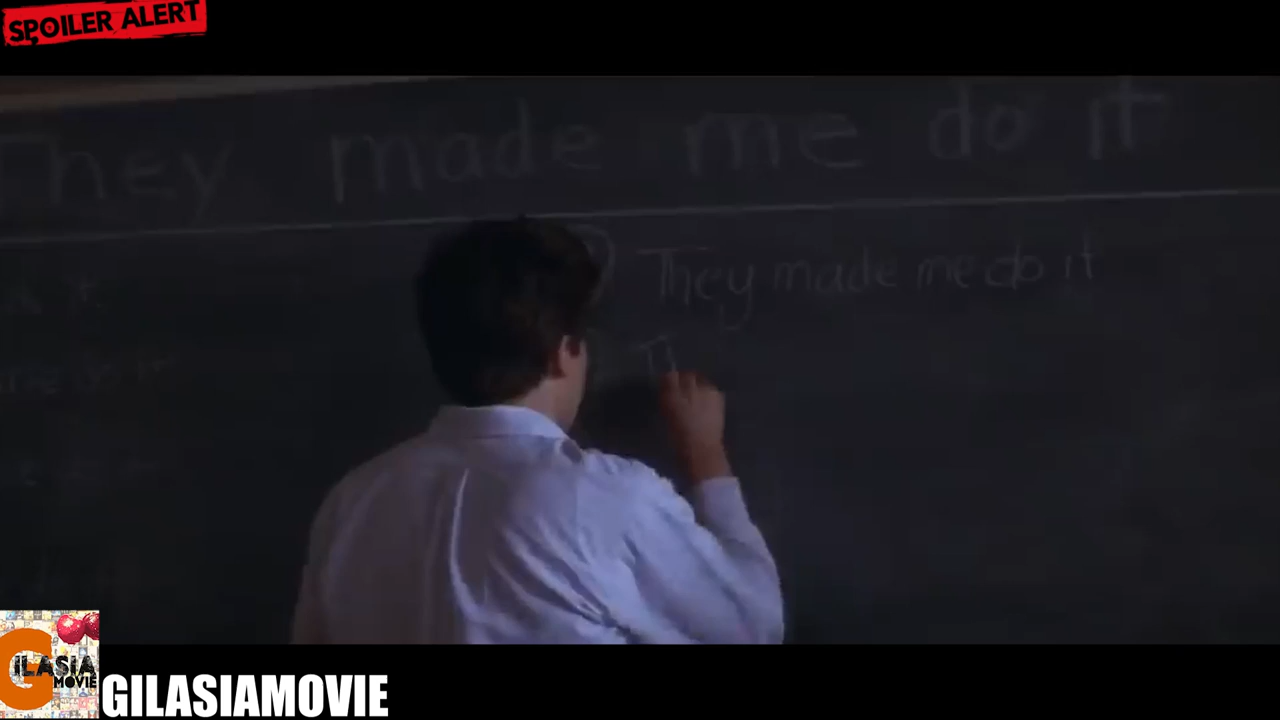 SPOILER ALERT
They made me do it
They made me do it
GILASIA
MOVIE
GILASIAMOVIE